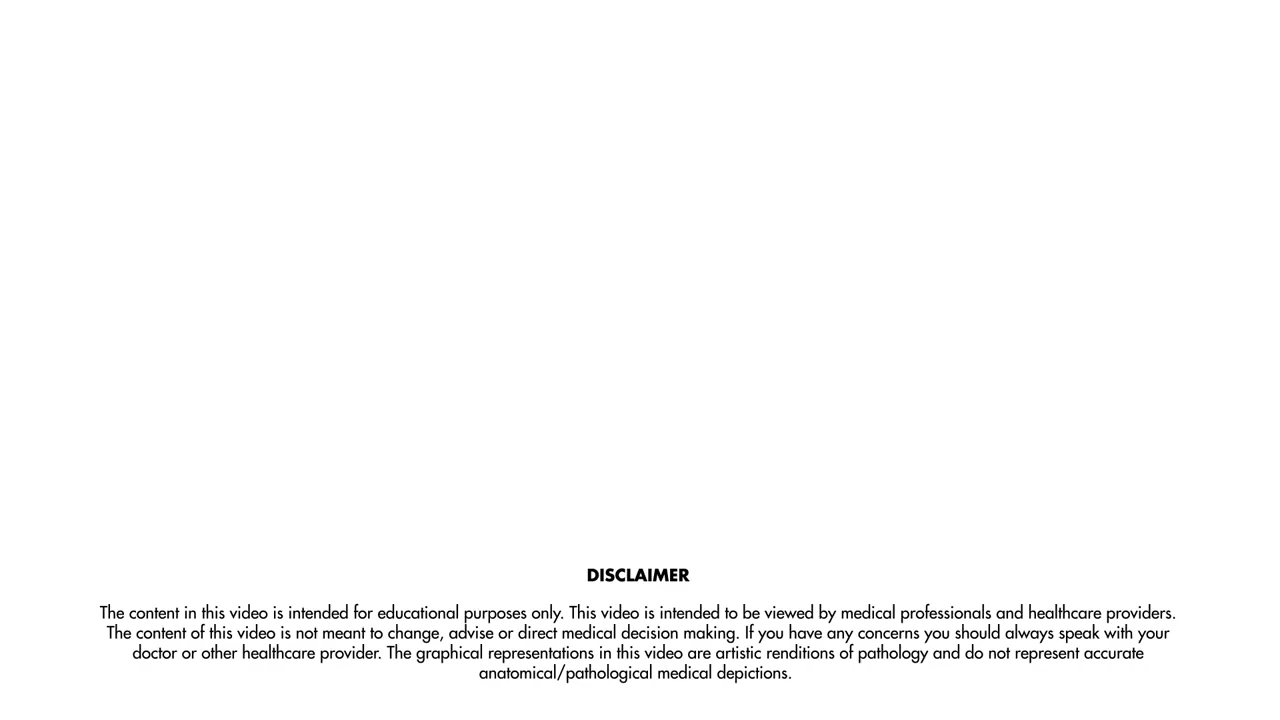 DISCLAIMER
The content in this video is intended for educational purposes only. This video is intended to be viewed by medical professionals and healthcare providers.
The content of this video is not meant to change, advise or direct medical decision making. If you have any concerns you should always speak with your
doctor or other healthcare provider. The graphical representations in this video are artistic renditions of pathology and do not represent accurate
anatomical/pathological medical depictions.